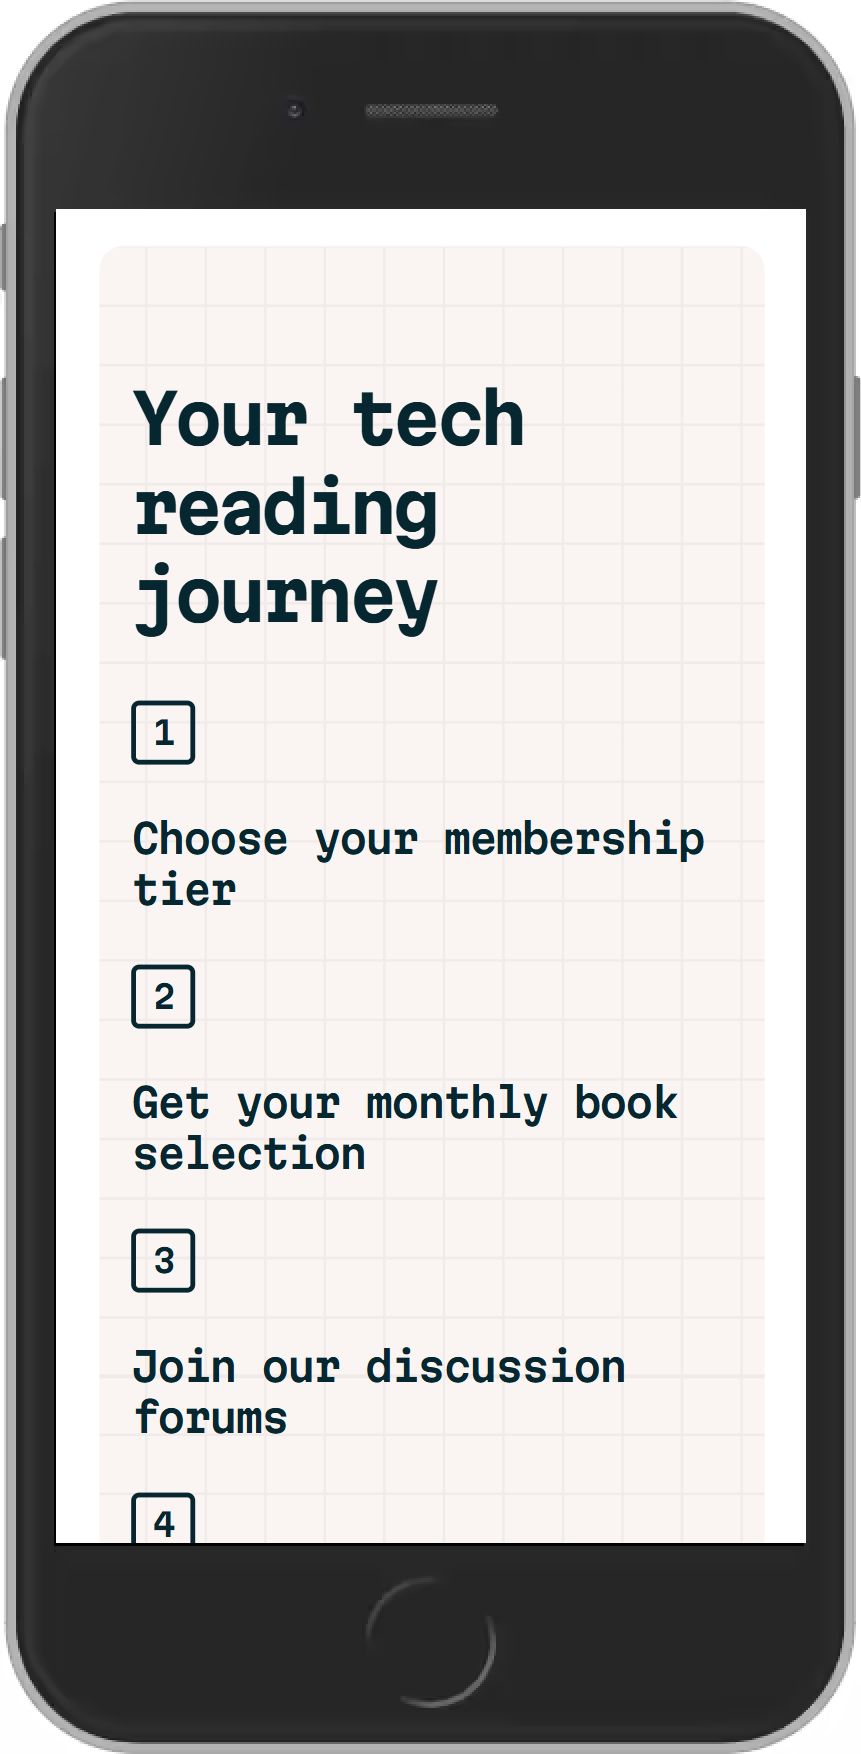 Your tech
reading
journey
1
Choose your membership
tier
2
Get your monthly book
selection
3
Join our discussion
forums
4